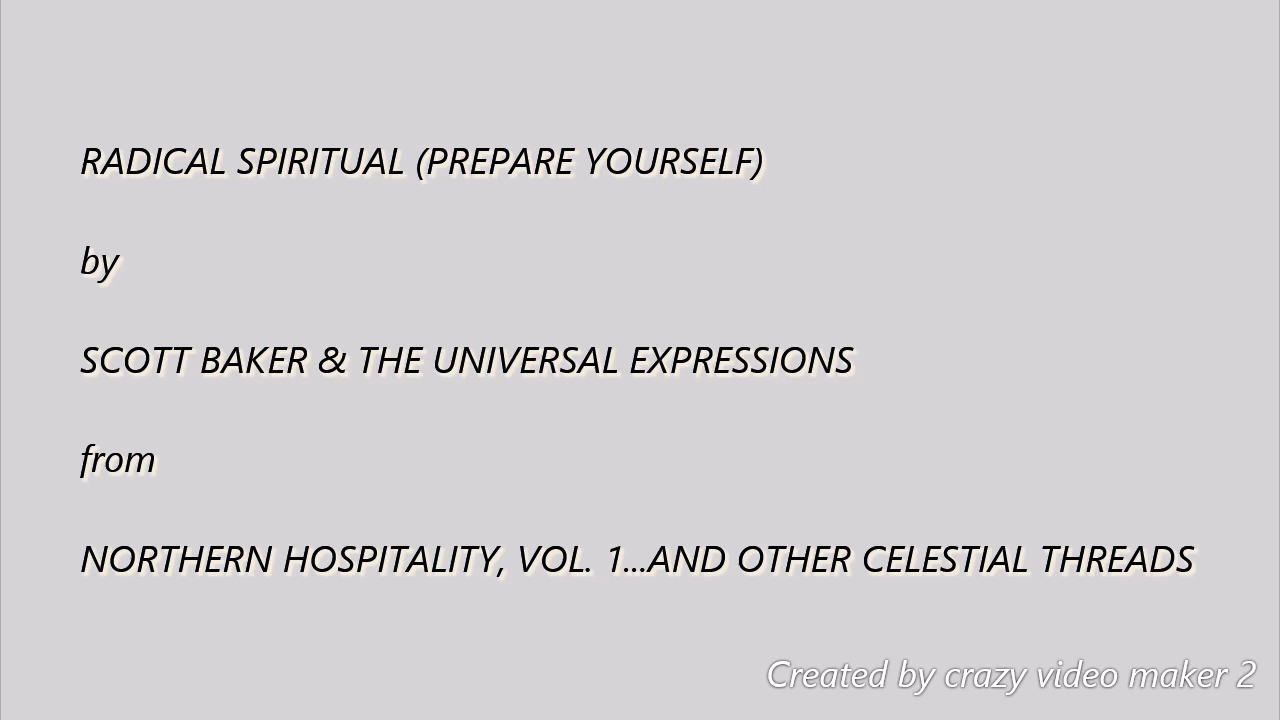 RADICAL SPIRITUAL (PREPARE YOURSELF)
by
SCOTT BAKER & THE UNIVERSAL EXPRESSIONS
from
NORTHERN HOSPITALITY, VOL. 1...AND OTHER CELESTIAL THREADS
Created by crazy video maker 2